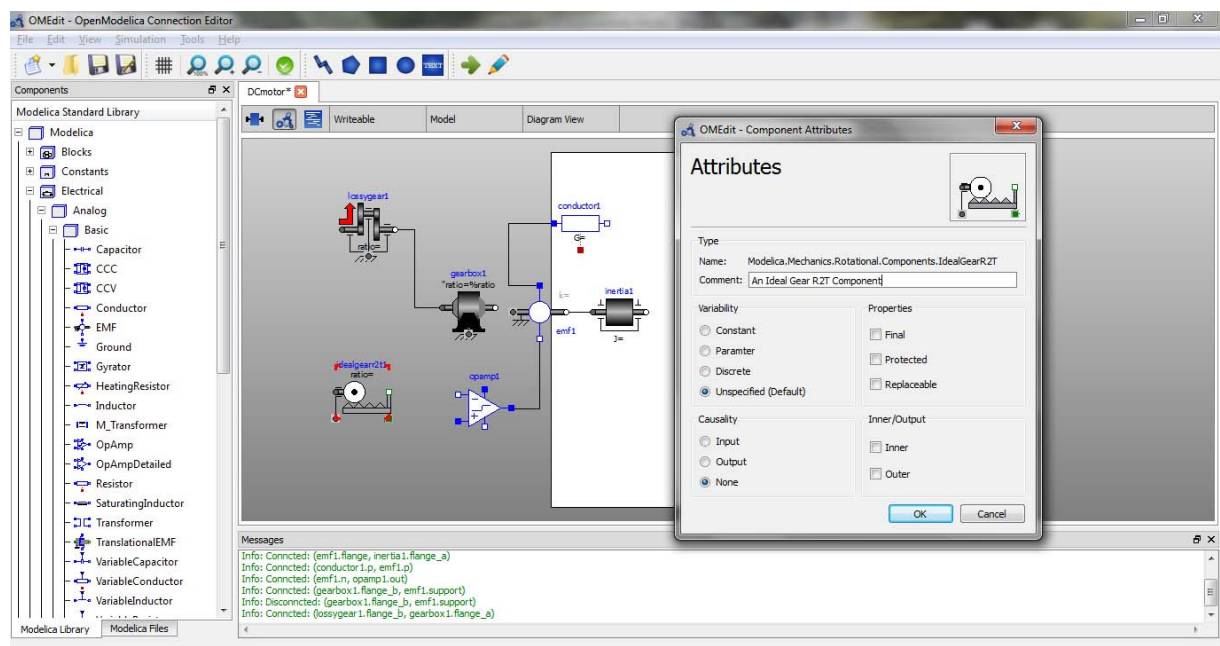 OMEdit - OpenModelica Connection Editor
File Edit View Simulation Tools Help
100%
TEXT
Components
DCmotor*
Modelica Standard Library
Writeable
Model
Diagram View
Modelica
Blocks
Constants
Electrical
Analog
Basic
Capacitor
CCC
CCV
Conductor
EMF
Ground
Gyrator
HeatingResistor
Inductor
M_Transformer
OpAmp
OpAmpDetailed
Resistor
SaturatingInductor
Transformer
TranslationalEMF
VariableCapacitor
VariableConductor
VariableInductor
Modelica Library
Modelica Files
lossygear1
ratio=
conductor1
G=
gearbox1
"ratio=%ratio
k=
emf1
inertia1
J=
idealgearr2t1
ratio=
opamp1
OMEdit - Component Attributes
Attributes
Type
Name: Modelica.Mechanics.Rotational.Components.IdealGearR2T
Comment: An Ideal Gear R2T Component
Variability
Constant
Paramter
Discrete
Unspecified (Default)
Properties
Final
Protected
Replaceable
Causality
Input
Output
None
Inner/Output
Inner
Outer
OK
Cancel
Messages
Info: Conncted: (emf1.flange, inertia1.flange_a)
Info: Conncted: (conductor1.p, emf1.p)
Info: Conncted: (emf1.n, opamp1.out)
Info: Conncted: (gearbox1.flange_b, emf1.support)
Info: Disconncted: (gearbox1.flange_b, emf1.support)
Info: Conncted: (lossygear1.flange_b, gearbox1.flange_a)